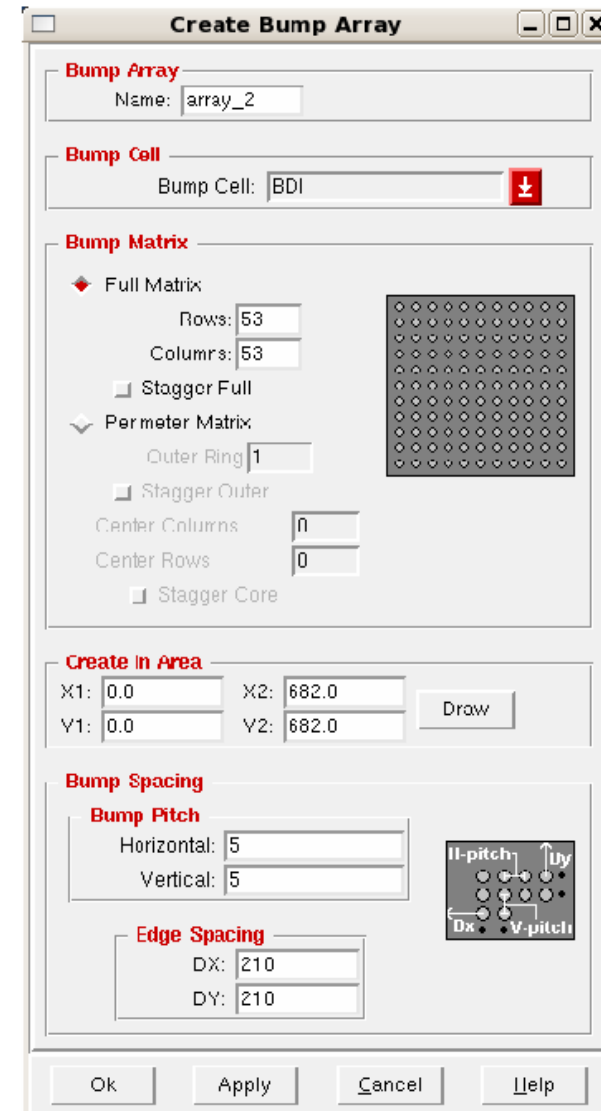 Create Bump Array
Bump Array
Name: array_2
Bump Cell
Bump Cell: BDI
Bump Matrix
Full Matrix
Rows: 53
Columns: 53
Stagger Full
Perimeter Matrix
Outer Ring 1
Stagger Outer
Center Columns 0
Center Rows 0
Stagger Core
Create In Area
X1: 0.0 X2: 682.0
Y1: 0.0 Y2: 682.0
Draw
Bump Spacing
Bump Pitch
Horizontal: 5
Vertical: 5
H-pitch Dy
Dx V-pitch
Edge Spacing
DX: 210
DY: 210
Ok Apply Cancel Help